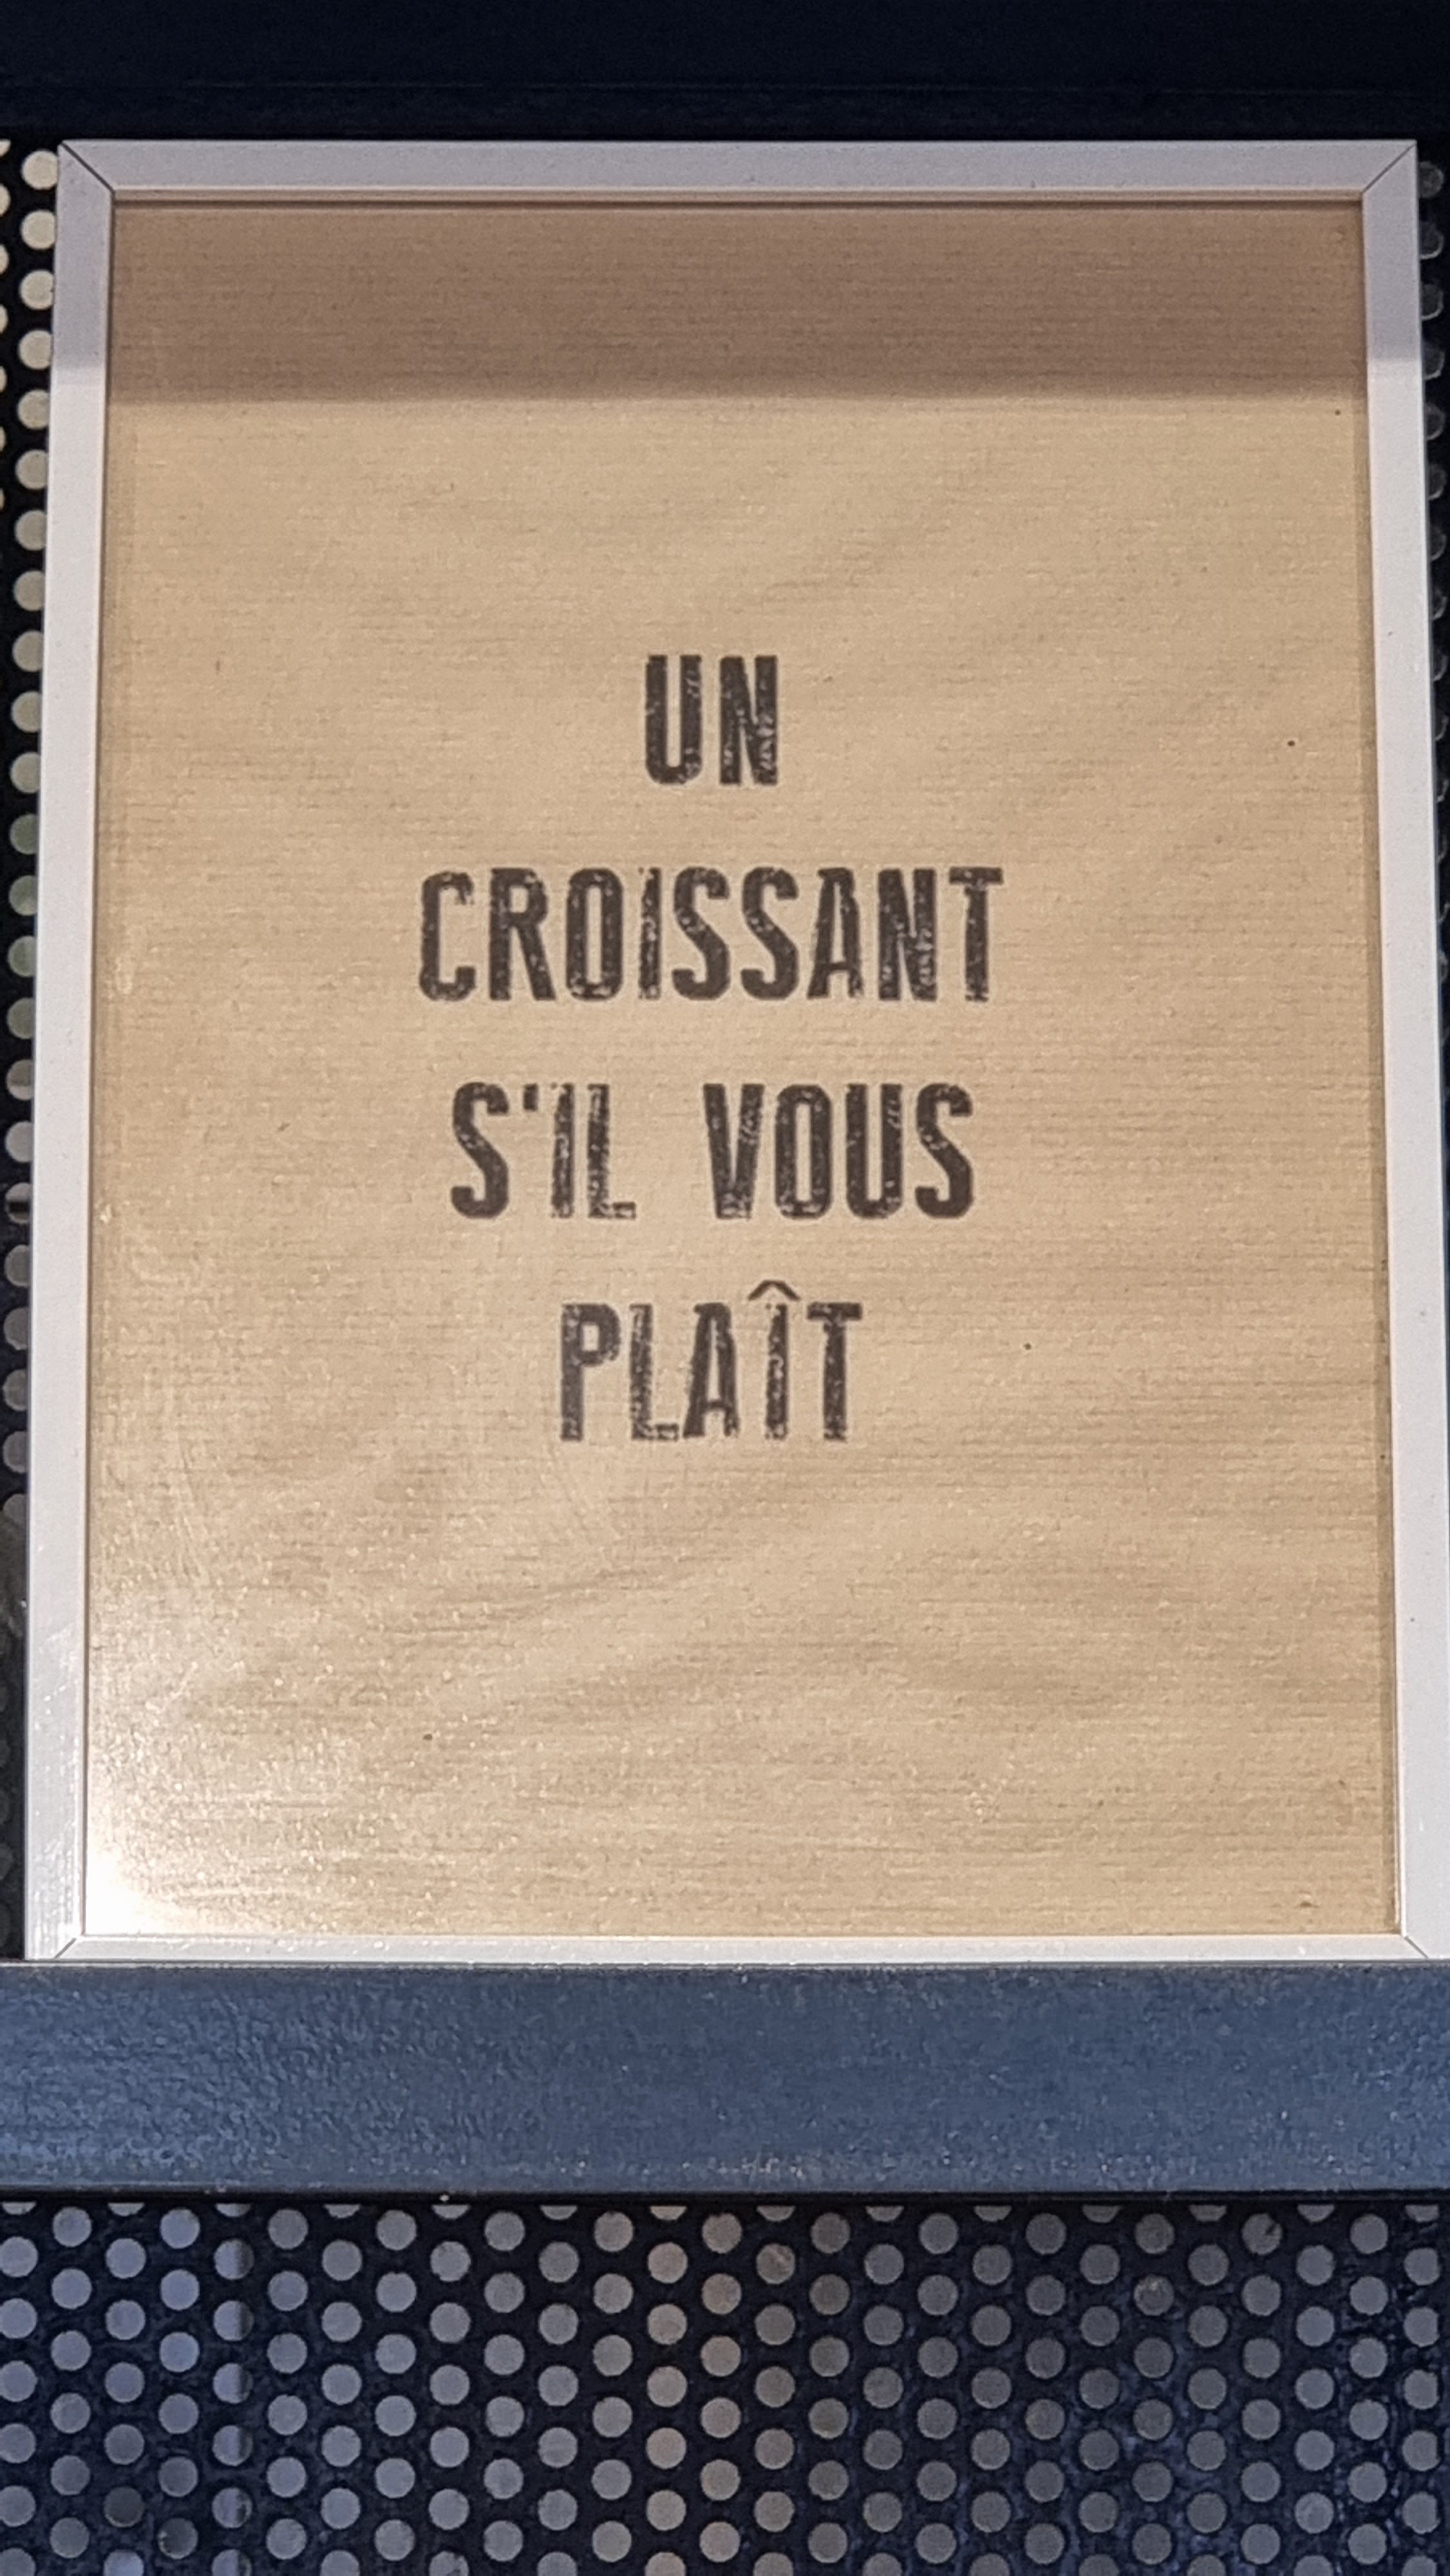 UN
CROISSANT
S'IL VOUS
PLAÎT